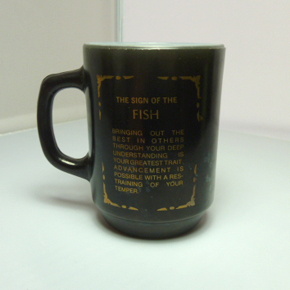 THE SIGN OF THE
FISH
BRINGING OUT THE
BEST IN OTHERS
THROUGH YOUR DEEP
UNDERSTANDING IS
YOUR GREATEST TRAIT.
ADVANCEMENT IS
POSSIBLE WITH A RES-
TRAINING OF YOUR
TEMPER.